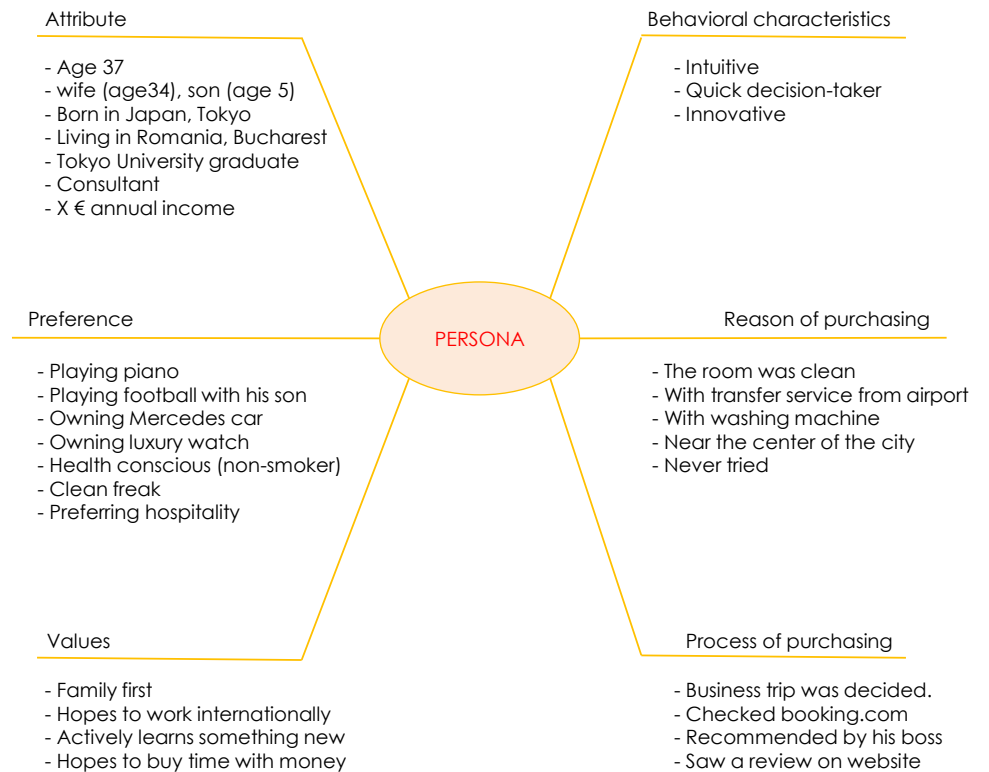 Attribute
- Age 37
- wife (age34), son (age 5)
- Born in Japan, Tokyo
- Living in Romania, Bucharest
- Tokyo University graduate
- Consultant
- X € annual income
Behavioral characteristics
- Intuitive
- Quick decision-taker
- Innovative
PERSONA
Preference
- Playing piano
- Playing football with his son
- Owning Mercedes car
- Owning luxury watch
- Health conscious (non-smoker)
- Clean freak
- Preferring hospitality
Reason of purchasing
- The room was clean
- With transfer service from airport
- With washing machine
- Near the center of the city
- Never tried
Values
- Family first
- Hopes to work internationally
- Actively learns something new
- Hopes to buy time with money
Process of purchasing
- Business trip was decided.
- Checked booking.com
- Recommended by his boss
- Saw a review on website